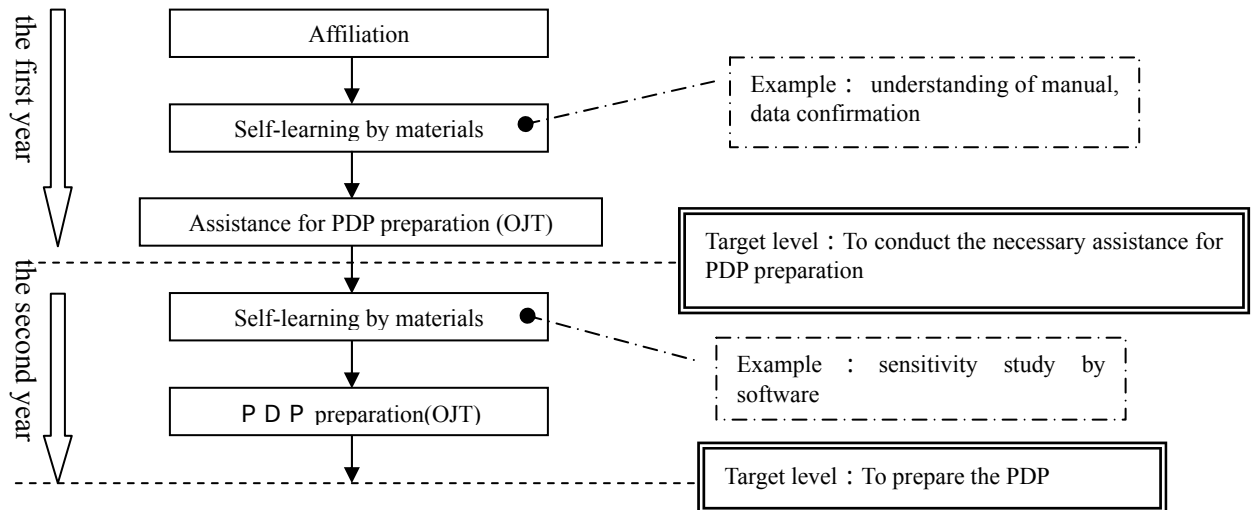 the first year
Affiliation
Example： understanding of manual,
data confirmation
Self-learning by materials
Assistance for PDP preparation (OJT)
Target level：To conduct the necessary assistance for
PDP preparation
the second year
Self-learning by materials
Example ： sensitivity study by
software
ＰＤＰ preparation(OJT)
Target level：To prepare the PDP